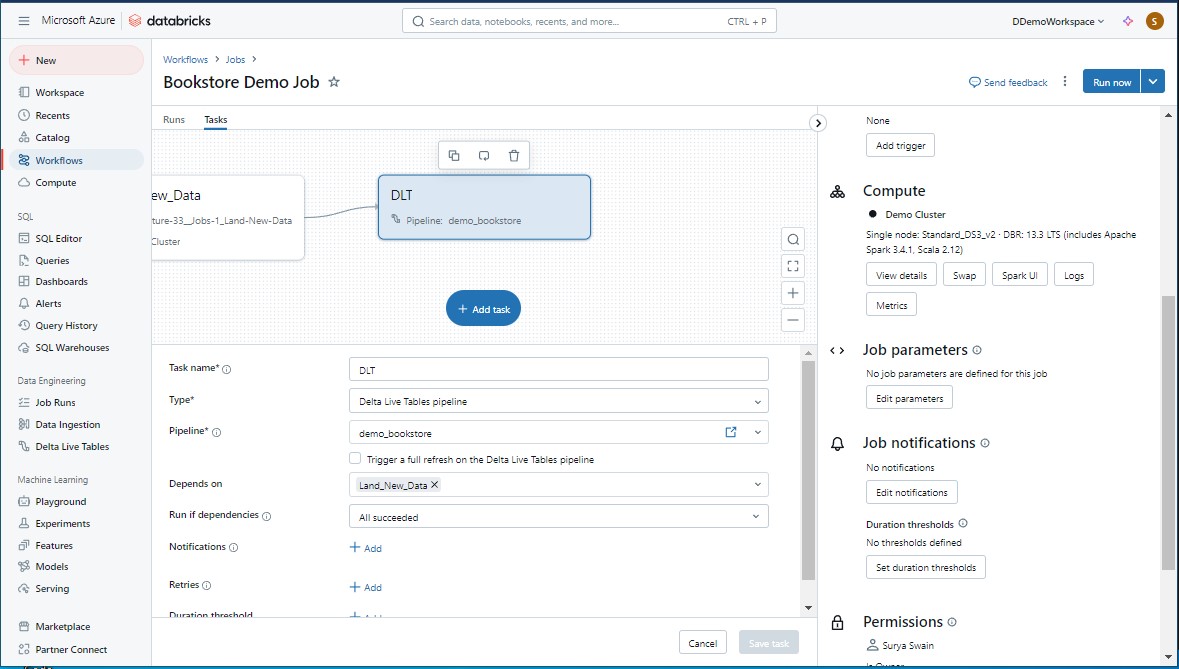 Microsoft Azure databricks
Search data, notebooks, recents, and more...
CTRL + P
DDemoWorkspace
S
New
Workspace
Recents
Catalog
Workflows
Compute
SQL
SQL Editor
Queries
Dashboards
Alerts
Query History
SQL Warehouses
Data Engineering
Job Runs
Data Ingestion
Delta Live Tables
Machine Learning
Playground
Experiments
Features
Models
Serving
Marketplace
Partner Connect
Workflows > Jobs >
Bookstore Demo Job
Send feedback
Run now
Runs
Tasks
ew_Data
ture-33__Jobs-1_Land-New-Data
Cluster
DLT
Pipeline: demo_bookstore
+ Add task
Task name*
DLT
Type*
Delta Live Tables pipeline
Pipeline*
demo_bookstore
Trigger a full refresh on the Delta Live Tables pipeline
Depends on
Land_New_Data
Run if dependencies
All succeeded
Notifications
+ Add
Retries
+ Add
Duration threshold
+ Add
Cancel
Save task
None
Add trigger
Compute
Demo Cluster
Single node: Standard_DS3_v2 · DBR: 13.3 LTS (includes Apache
Spark 3.4.1, Scala 2.12)
View details
Swap
Spark UI
Logs
Metrics
Job parameters
No job parameters are defined for this job
Edit parameters
Job notifications
No notifications
Edit notifications
Duration thresholds
No thresholds defined
Set duration thresholds
Permissions
Surya Swain
Is Owner